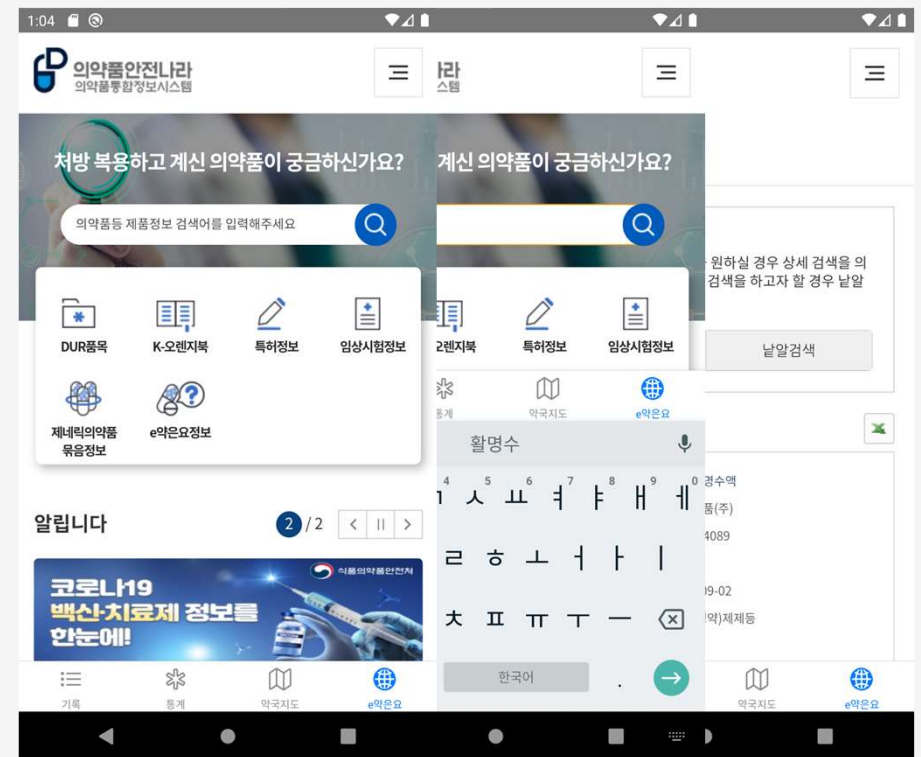 1:04
의약품안전나라
의약품통합정보시스템
처방 복용하고 계신 의약품이 궁금하신가요?
의약품등 제품정보 검색어를 입력해주세요
DUR품목
K-오렌지북
특허정보
임상시험정보
제네릭의약품
묶음정보
e약은요정보
알립니다
2 / 2
식품의약품안전처
코로나19
백신·치료제 정보를
한눈에!
기록
통계
약국지도
e약은요
나라
스템
계신 의약품이 궁금하신가요?
오렌지북
특허정보
임상시험정보
통계
약국지도
e약은요
활명수
4 5 6 7 8 9 0
ㅅ ㅛ ㅕ ㅑ ㅐ ㅔ
ㄹ ㅎ ㅗ ㅓ ㅏ ㅣ
ㅊ ㅍ ㅠ ㅜ ㅡ
한국어 .
원하실 경우 상세 검색을 의
검색을 하고자 할 경우 낱알
낱알검색
명수액
품(주)
4089
09-02
약)제제등
약국지도
e약은요